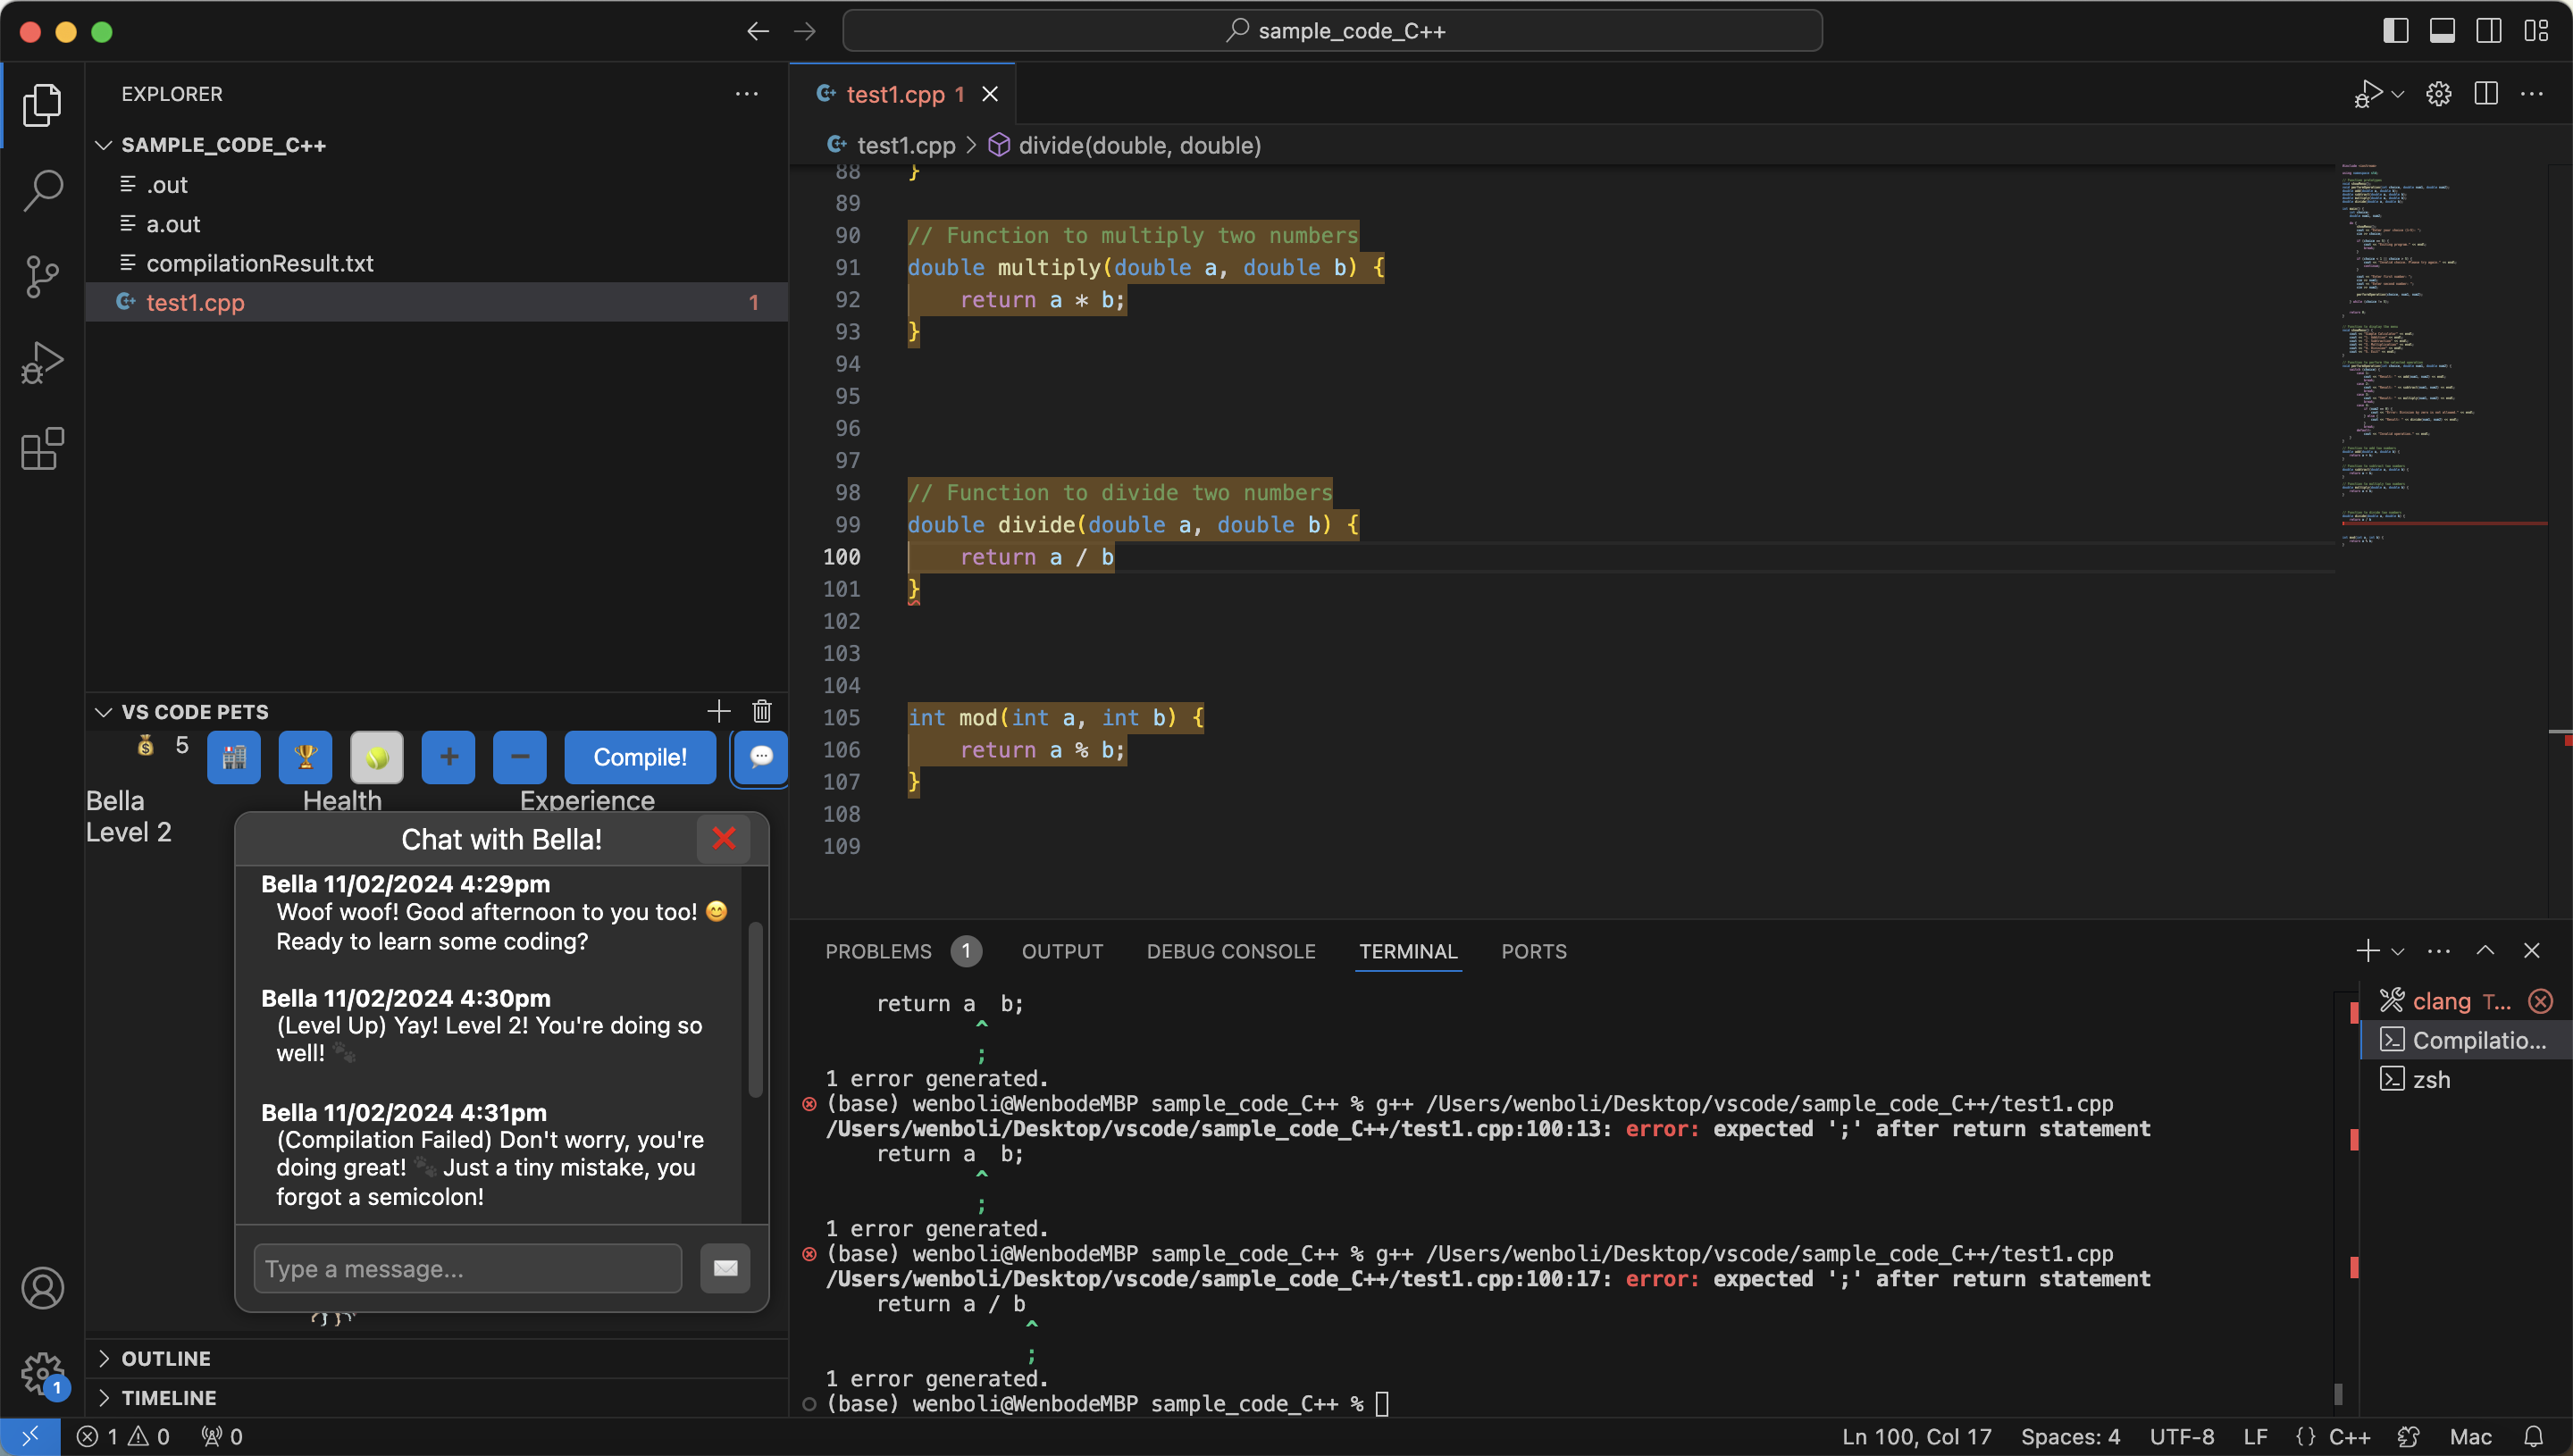 sample_code_C++
EXPLORER
SAMPLE_CODE_C++
.out
a.out
compilationResult.txt
test1.cpp 1
VS CODE PETS
5
Compile!
Bella
Level 2
Health
Experience
Chat with Bella!
Bella 11/02/2024 4:29pm
Woof woof! Good afternoon to you too! 😊
Ready to learn some coding?
Bella 11/02/2024 4:30pm
(Level Up) Yay! Level 2! You're doing so
well! 🐾
Bella 11/02/2024 4:31pm
(Compilation Failed) Don't worry, you're
doing great! 🐾 Just a tiny mistake, you
forgot a semicolon!
Type a message...
OUTLINE
TIMELINE
test1.cpp 1
test1.cpp > divide(double, double)
88 }
89
90 // Function to multiply two numbers
91 double multiply(double a, double b) {
92     return a * b;
93 }
94
95
96
97
98 // Function to divide two numbers
99 double divide(double a, double b) {
100     return a / b
101 }
102
103
104
105 int mod(int a, int b) {
106     return a % b;
107 }
108
109
PROBLEMS 1 OUTPUT DEBUG CONSOLE TERMINAL PORTS
    return a  b;
^
;
1 error generated.
(base) wenboli@WenbodeMBP sample_code_C++ % g++ /Users/wenboli/Desktop/vscode/sample_code_C++/test1.cpp
/Users/wenboli/Desktop/vscode/sample_code_C++/test1.cpp:100:13: error: expected ';' after return statement
    return a  b;
^
;
1 error generated.
(base) wenboli@WenbodeMBP sample_code_C++ % g++ /Users/wenboli/Desktop/vscode/sample_code_C++/test1.cpp
/Users/wenboli/Desktop/vscode/sample_code_C++/test1.cpp:100:17: error: expected ';' after return statement
    return a / b
^
;
1 error generated.
(base) wenboli@WenbodeMBP sample_code_C++ %
clang T...
Compilatio...
zsh
1
1 0 0
Ln 100, Col 17 Spaces: 4 UTF-8 LF {} C++ Mac